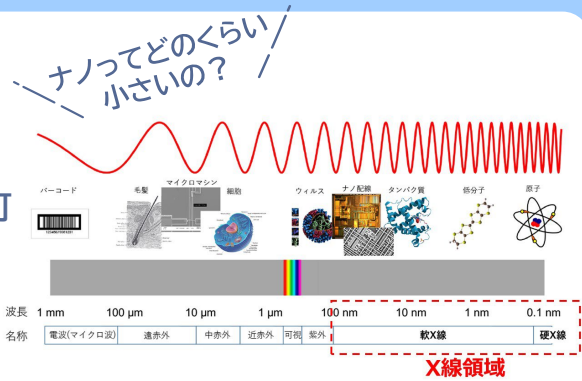 ナノってどのくらい
小さいの？
可
バーコード 毛髪 マイクロマシン 細胞 ウィルス ナノ配線 タンパク質 低分子 原子
波長 1 mm 100 μm 10 μm 1 μm 100 nm 10 nm 1 nm 0.1 nm
名称 電波(マイクロ波) 遠赤外 中赤外 近赤外 可視 紫外 軟X線 硬X線
X線領域